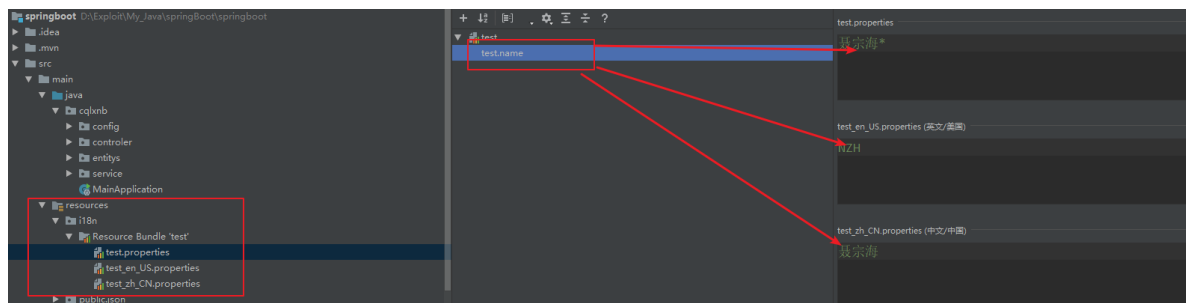 springboot D:\Exploit\My_Java\springBoot\springboot
.idea
.mvn
src
main
java
cqlxnb
config
controler
entitys
service
MainApplication
resources
i18n
Resource Bundle 'test'
test.properties
test_en_US.properties
test_zh_CN.properties
public.json
test
test.name
test.properties
聂宗海*
test_en_US.properties (英文/美国)
NZH
test_zh_CN.properties (中文/中国)
聂宗海